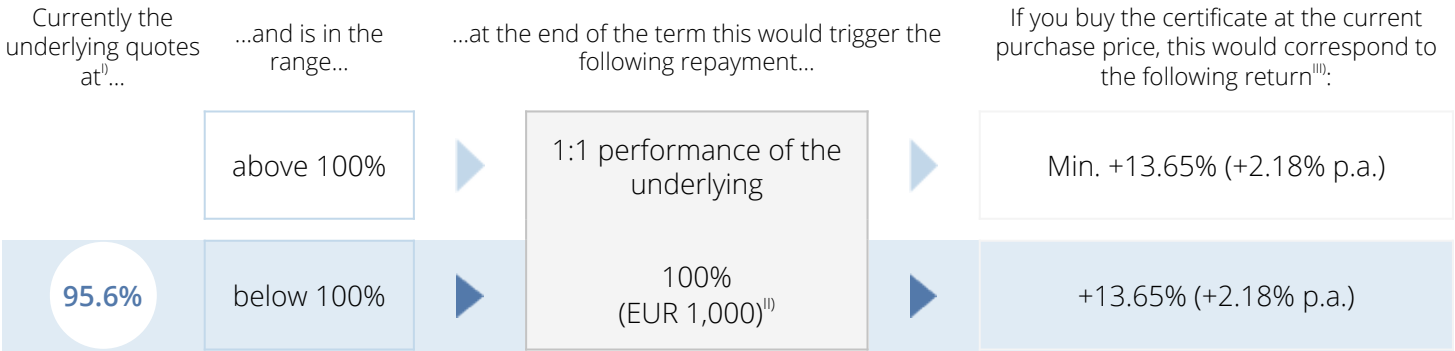 Currently the
underlying quotes
at I)...
...and is in the
range...
...at the end of the term this would trigger the
following repayment...
If you buy the certificate at the current
purchase price, this would correspond to
the following return III):
above 100%
1:1 performance of the
underlying
Min. +13.65% (+2.18% p.a.)
95.6%
below 100%
100%
(EUR 1,000) II)
+13.65% (+2.18% p.a.)